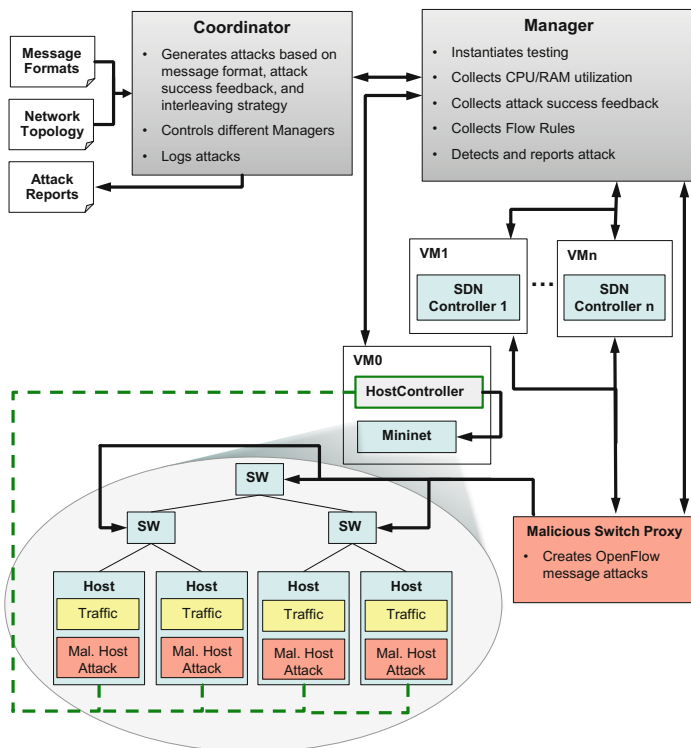 Message
Formats
Network
Topology
Attack
Reports
Coordinator
• Generates attacks based on
message format, attack
success feedback, and
interleaving strategy
• Controls different Managers
• Logs attacks
Manager
• Instantiates testing
• Collects CPU/RAM utilization
• Collects attack success feedback
• Collects Flow Rules
• Detects and reports attack
VM1
SDN
Controller 1
...
VMn
SDN
Controller n
VM0
HostController
Mininet
SW
SW
SW
Malicious Switch Proxy
• Creates OpenFlow
message attacks
Host
Traffic
Mal. Host
Attack
Host
Traffic
Mal. Host
Attack
Host
Traffic
Mal. Host
Attack
Host
Traffic
Mal. Host
Attack